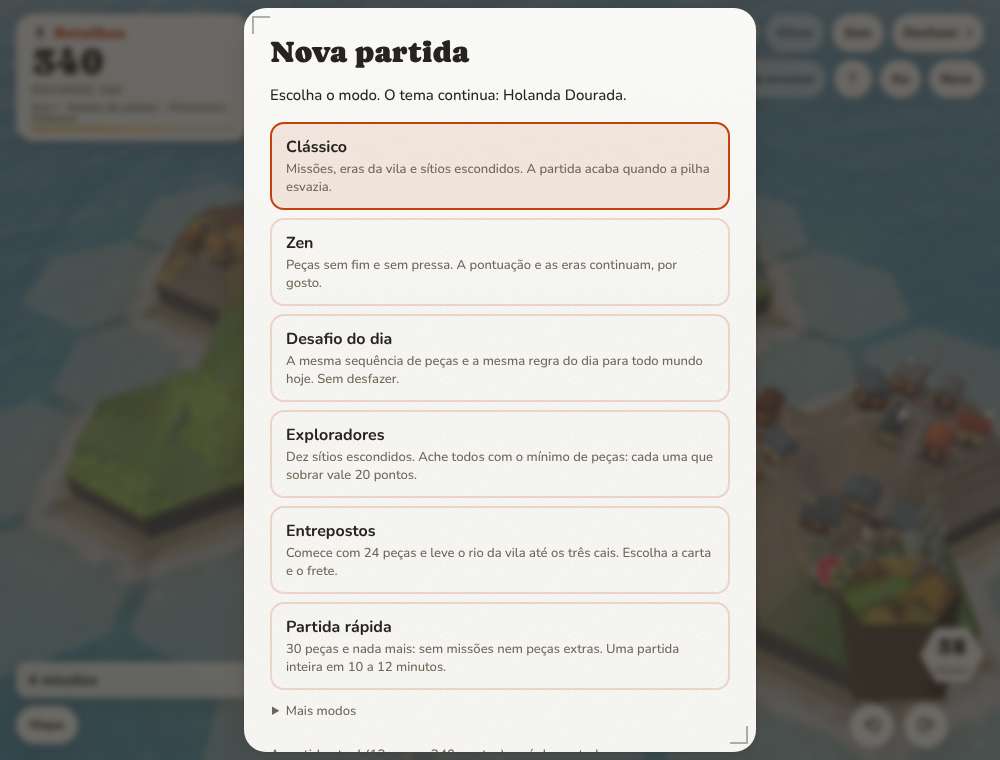 Nova partida
Escolha o modo. O tema continua: Holanda Dourada.
Clássico
Missões, eras da vila e sítios escondidos. A partida acaba quando a pilha
esvazia.
Zen
Peças sem fim e sem pressa. A pontuação e as eras continuam, por
gosto.
Desafio do dia
A mesma sequência de peças e a mesma regra do dia para todo mundo
hoje. Sem desfazer.
Exploradores
Dez sítios escondidos. Ache todos com o mínimo de peças: cada uma que
sobrar vale 20 pontos.
Entrepostos
Comece com 24 peças e leve o rio da vila até os três cais. Escolha a carta
e o frete.
Partida rápida
30 peças e nada mais: sem missões nem peças extras. Uma partida
inteira em 10 a 12 minutos.
Mais modos
340